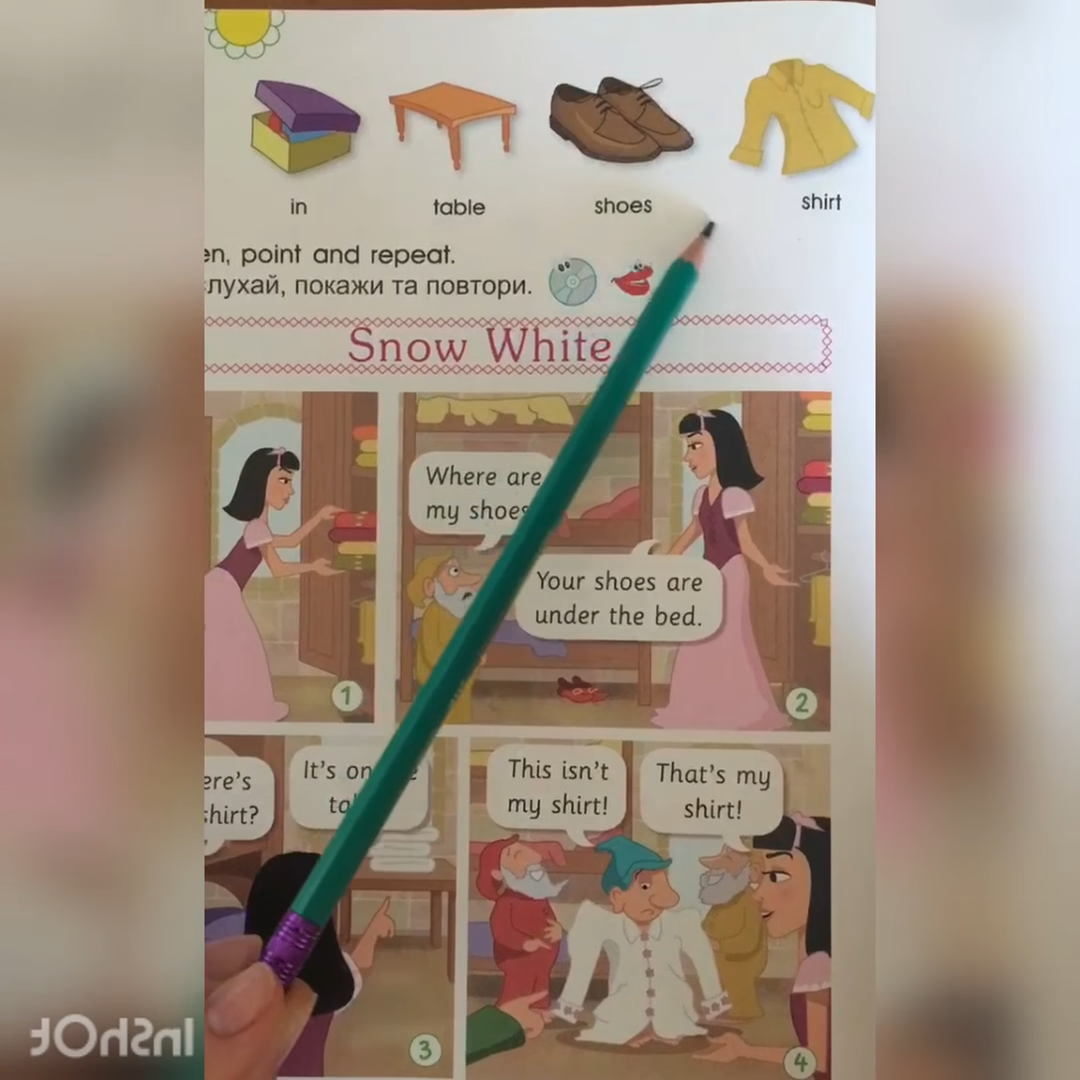 in
table
shoes
shirt
en, point and repeat.
лухай, покажи та повтори.
Snow White
Where are
my shoes
Your shoes are
under the bed.
1
2
ere's
hirt?
It's on
This isn't
my shirt!
That's my
shirt!
3
4
InShOt